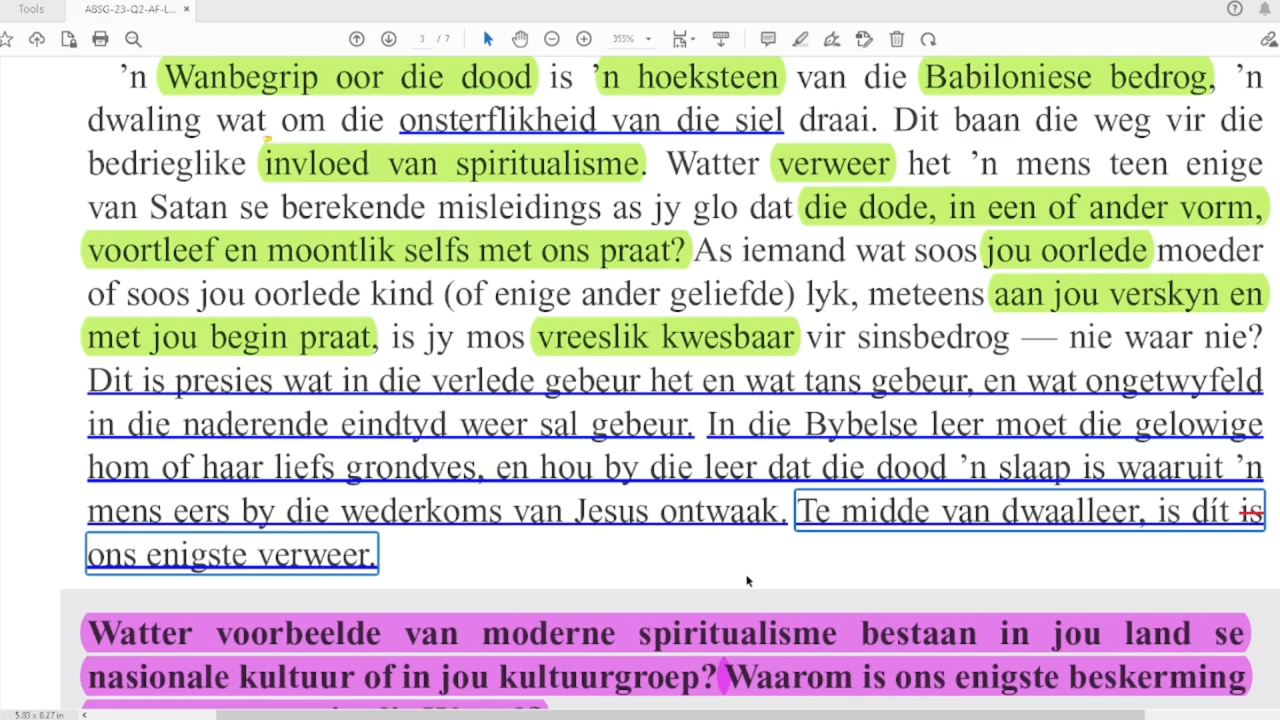 Tools ABSG-23-Q2-AF-L... ×
3 / 7 355%
’n Wanbegrip oor die dood is ’n hoeksteen van die Babiloniese bedrog, ’n
dwaling wat om die onsterflikheid van die siel draai. Dit baan die weg vir die
bedrieglike invloed van spiritualisme. Watter verweer het ’n mens teen enige
van Satan se berekende misleidings as jy glo dat die dode, in een of ander vorm,
voortleef en moontlik selfs met ons praat? As iemand wat soos jou oorlede moeder
of soos jou oorlede kind (of enige ander geliefde) lyk, meteens aan jou verskyn en
met jou begin praat, is jy mos vreeslik kwesbaar vir sinsbedrog — nie waar nie?
Dit is presies wat in die verlede gebeur het en wat tans gebeur, en wat ongetwyfeld
in die naderende eindtyd weer sal gebeur. In die Bybelse leer moet die gelowige
hom of haar liefs grondves, en hou by die leer dat die dood ’n slaap is waaruit ’n
mens eers by die wederkoms van Jesus ontwaak. Te midde van dwaalleer, is dít is
ons enigste verweer.
Watter voorbeelde van moderne spiritualisme bestaan in jou land se
nasionale kultuur of in jou kultuurgroep? Waarom is ons enigste beskerming
5.83 x 8.27 in